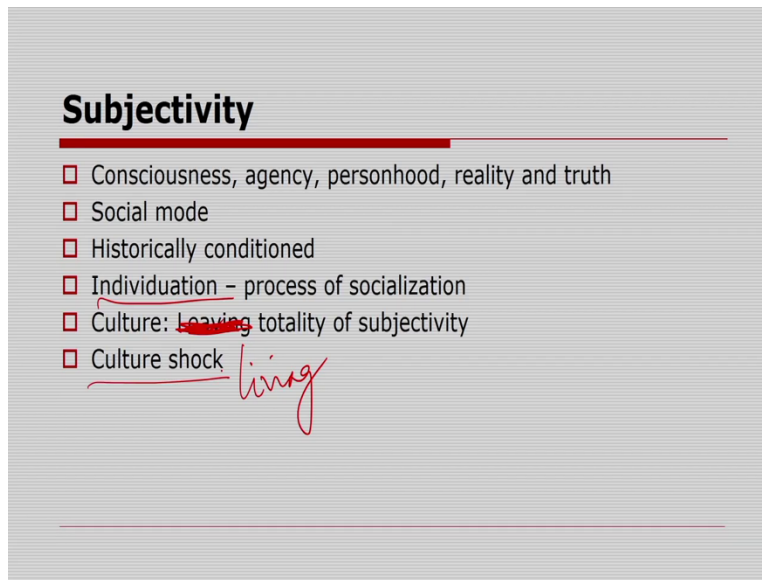 Subjectivity
Consciousness, agency, personhood, reality and truth
Social mode
Historically conditioned
Individuation – process of socialization
Culture: Leaving totality of subjectivity
Culture shock
living